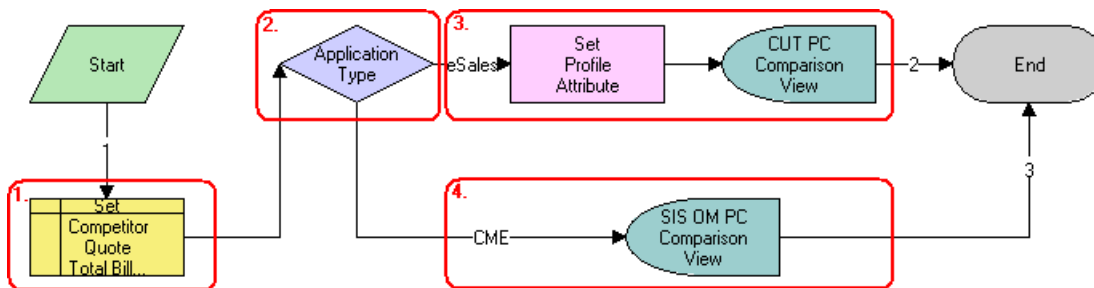 2.
3.
Start
Application
Type
eSales
Set
Profile
Attribute
CUT PC
Comparison
View
2
End
1
3
1.
Set
Competitor
Quote
Total Bill...
4.
CME
SIS OM PC
Comparison
View